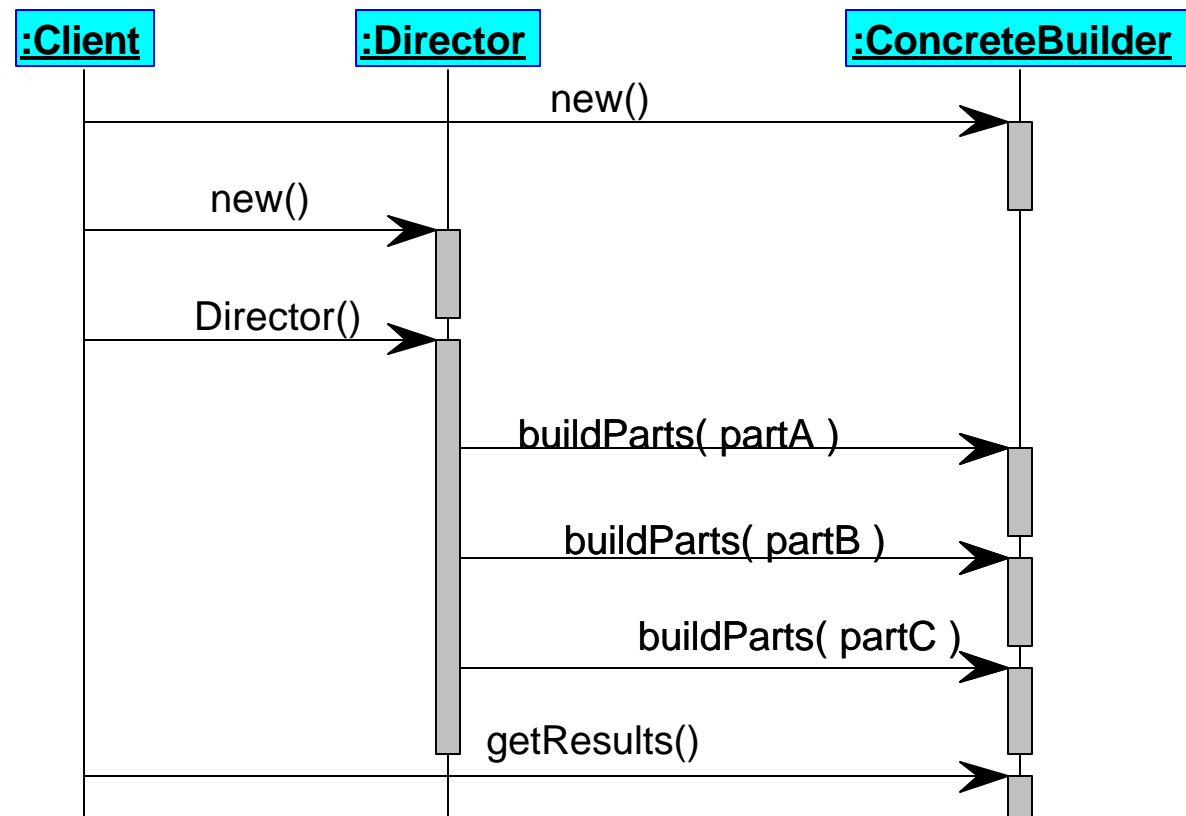 :Client
:Director
:ConcreteBuilder
new()
new()
Director()
buildParts( partA )
buildParts( partB )
buildParts( partC )
getResults()